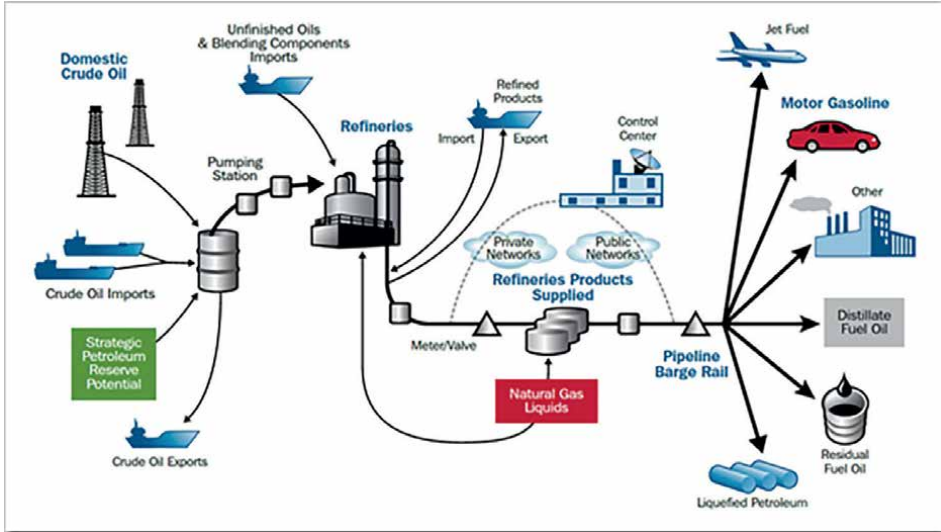 Domestic
Crude Oil
Unfinished Oils
& Blending Components
Imports
Refineries
Pumping
Station
Refined
Products
Import
Export
Control
Center
Jet Fuel
Motor Gasoline
Other
Crude Oil Imports
Private
Networks
Public
Networks
Refineries Products
Supplied
Distillate
Fuel Oil
Strategic
Petroleum
Reserve
Potential
Meter/Valve
Pipeline
Barge Rail
Natural Gas
Liquids
Crude Oil Exports
Residual
Fuel Oil
Liquefied Petroleum